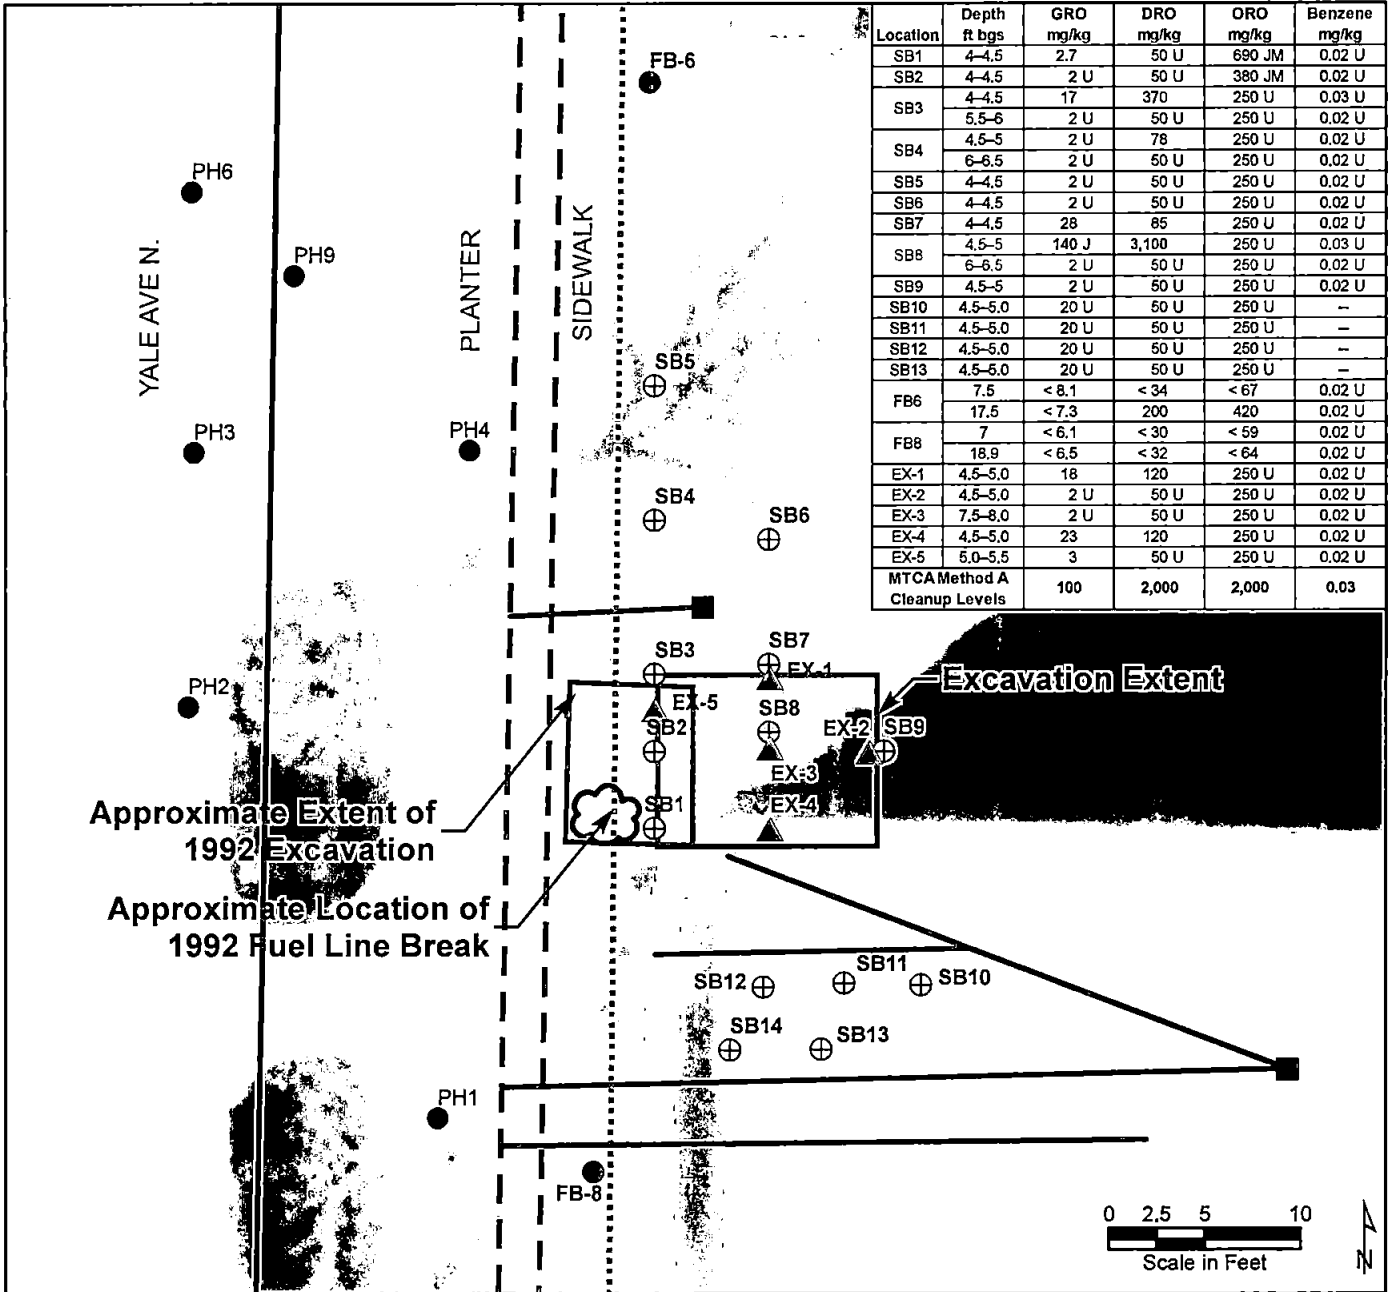 Location Depth ft bgs GRO mg/kg DRO mg/kg ORO mg/kg Benzene mg/kg
SB1 4–4.5 2.7 50 U 690 JM 0.02 U
SB2 4–4.5 2 U 50 U 380 JM 0.02 U
SB3 4–4.5 17 370 250 U 0.03 U
5.5–6 2 U 50 U 250 U 0.02 U
SB4 4.5–5 2 U 78 250 U 0.02 U
6–6.5 2 U 50 U 250 U 0.02 U
SB5 4–4.5 2 U 50 U 250 U 0.02 U
SB6 4–4.5 2 U 50 U 250 U 0.02 U
SB7 4–4.5 28 85 250 U 0.02 U
SB8 4.5–5 140 J 3,100 250 U 0.03 U
6–6.5 2 U 50 U 250 U 0.02 U
SB9 4.5–5 2 U 50 U 250 U 0.02 U
SB10 4.5–5.0 20 U 50 U 250 U –
SB11 4.5–5.0 20 U 50 U 250 U –
SB12 4.5–5.0 20 U 50 U 250 U –
SB13 4.5–5.0 20 U 50 U 250 U –
FB6 7.5 < 8.1 < 34 < 67 0.02 U
17.5 < 7.3 200 420 0.02 U
FB8 7 < 6.1 < 30 < 59 0.02 U
18.9 < 6.5 < 32 < 64 0.02 U
EX-1 4.5–5.0 18 120 250 U 0.02 U
EX-2 4.5–5.0 2 U 50 U 250 U 0.02 U
EX-3 7.5–8.0 2 U 50 U 250 U 0.02 U
EX-4 4.5–5.0 23 120 250 U 0.02 U
EX-5 5.0–5.5 3 50 U 250 U 0.02 U
MTCA Method A Cleanup Levels 100 2,000 2,000 0.03
FB-6
PH6
PH9
YALE AVE N.
PLANTER
SIDEWALK
SB5
PH3
PH4
SB4
SB6
SB3
SB7
EX-1
PH2
EX-5
SB8
SB2
EX-2
SB9
Excavation Extent
EX-3
SB1
EX-4
Approximate Extent of
1992 Excavation
Approximate Location of
1992 Fuel Line Break
SB12
SB11
SB10
SB14
SB13
PH1
FB-8
0 2.5 5 10
Scale in Feet
N